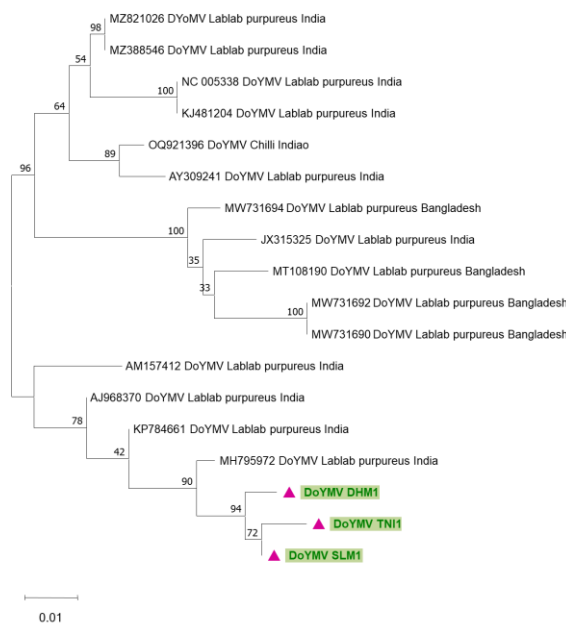 MZ821026 DYoMV Lablab purpureus India
98
MZ388546 DoYMV Lablab purpureus India
54
NC 005338 DoYMV Lablab purpureus India
100
KJ481204 DoYMV Lablab purpureus India
64
OQ921396 DoYMV Chilli Indiao
89
AY309241 DoYMV Lablab purpureus India
96
MW731694 DoYMV Lablab purpureus Bangladesh
100
JX315325 DoYMV Lablab purpureus India
35
MT108190 DoYMV Lablab purpureus Bangladesh
33
MW731692 DoYMV Lablab purpureus Bangladesh
100
MW731690 DoYMV Lablab purpureus Bangladesh
AM157412 DoYMV Lablab purpureus India
AJ968370 DoYMV Lablab purpureus India
78
KP784661 DoYMV Lablab purpureus India
42
MH795972 DoYMV Lablab purpureus India
90
DoYMV DHM1
94
DoYMV TNI1
72
DoYMV SLM1
0.01